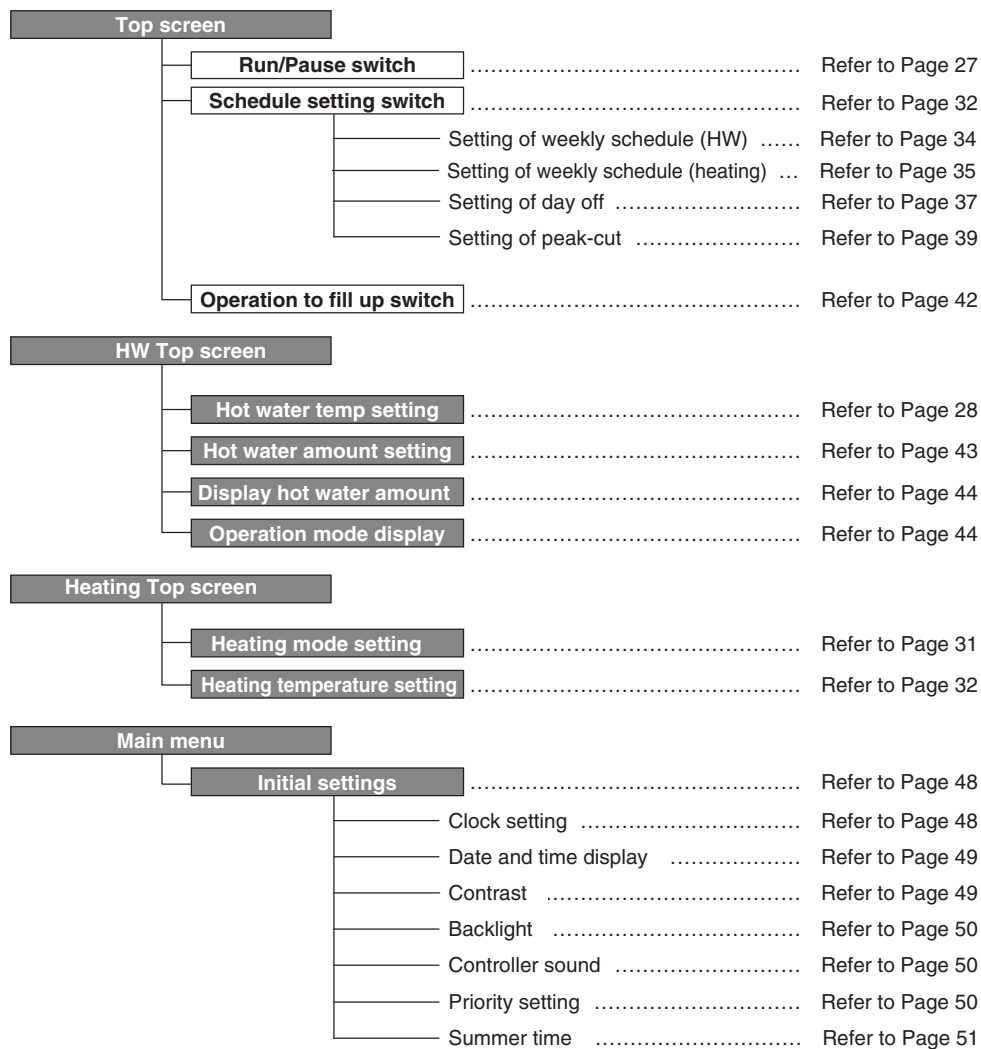 Top screen
Run/Pause switch ................................................ Refer to Page 27
Schedule setting switch ................................................ Refer to Page 32
Setting of weekly schedule (HW) ...... Refer to Page 34
Setting of weekly schedule (heating) ... Refer to Page 35
Setting of day off ........................... Refer to Page 37
Setting of peak-cut ........................ Refer to Page 39
Operation to fill up switch ................................................ Refer to Page 42
HW Top screen
Hot water temp setting ................................................ Refer to Page 28
Hot water amount setting ................................................ Refer to Page 43
Display hot water amount ................................................ Refer to Page 44
Operation mode display ................................................ Refer to Page 44
Heating Top screen
Heating mode setting ................................................ Refer to Page 31
Heating temperature setting ................................................ Refer to Page 32
Main menu
Initial settings ................................................ Refer to Page 48
Clock setting ................................ Refer to Page 48
Date and time display ................... Refer to Page 49
Contrast ..................................... Refer to Page 49
Backlight .................................... Refer to Page 50
Controller sound ........................... Refer to Page 50
Priority setting .............................. Refer to Page 50
Summer time .............................. Refer to Page 51